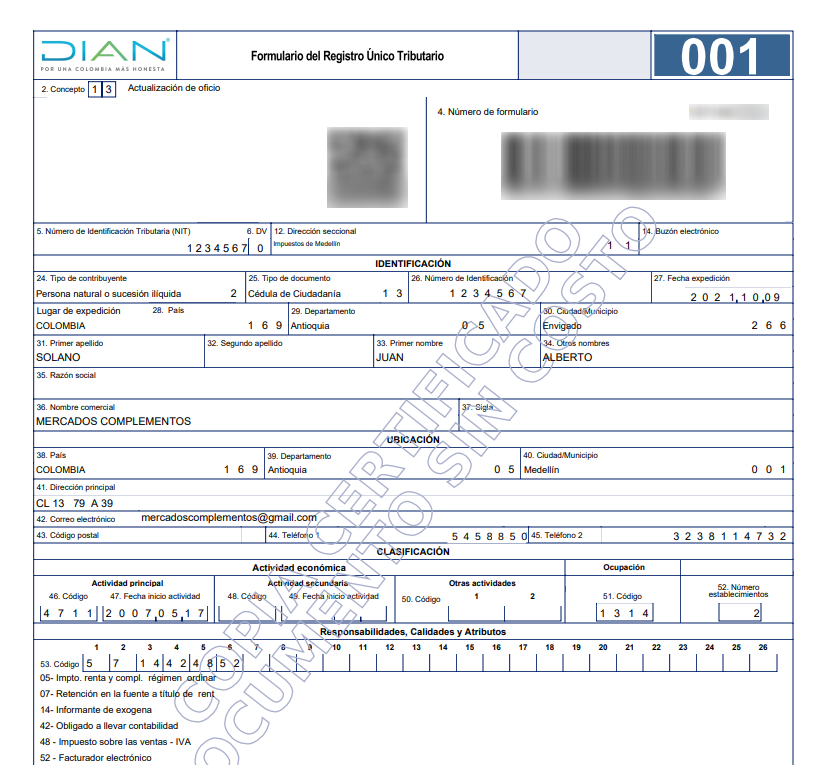 DIAN
POR UNA COLOMBIA MÁS HONESTA
Formulario del Registro Único Tributario
001
2. Concepto 1 3 Actualización de oficio
4. Número de formulario
5. Número de Identificación Tributaria (NIT) 6. DV 12. Dirección seccional 14. Buzón electrónico
1 2 3 4 5 6 7 0 Impuestos de Medellín 1 1
IDENTIFICACIÓN
24. Tipo de contribuyente 25. Tipo de documento 26. Número de Identificación 27. Fecha expedición
Persona natural o sucesión ilíquida 2 Cédula de Ciudadanía 1 3 1 2 3 4 5 6 7 2 0 2 1 1 0 0 9
Lugar de expedición 28. País 29. Departamento 30. Ciudad/Municipio
COLOMBIA 1 6 9 Antioquia 0 5 Envigado 2 6 6
31. Primer apellido 32. Segundo apellido 33. Primer nombre 34. Otros nombres
SOLANO JUAN ALBERTO
35. Razón social
36. Nombre comercial 37. Sigla
MERCADOS COMPLEMENTOS
UBICACIÓN
38. País 39. Departamento 40. Ciudad/Municipio
COLOMBIA 1 6 9 Antioquia 0 5 Medellín 0 0 1
41. Dirección principal
CL 13 79 A 39
42. Correo electrónico mercadoscomplementos@gmail.com
43. Código postal 44. Teléfono 1 5 4 5 8 8 5 0 45. Teléfono 2 3 2 3 8 1 1 4 7 3 2
CLASIFICACIÓN
Actividad económica Ocupación
Actividad principal Actividad secundaria Otras actividades 52. Número establecimientos
46. Código 47. Fecha inicio actividad 48. Código 49. Fecha inicio actividad 50. Código 1 2 51. Código
4 7 1 1 2 0 0 7 0 5 1 7 1 3 1 4 2
Responsabilidades, Calidades y Atributos
1 2 3 4 5 6 7 8 9 10 11 12 13 14 15 16 17 18 19 20 21 22 23 24 25 26
53. Código 5 7 1 4 4 2 4 8 5 2
05- Impto. renta y compl. régimen ordinar
07- Retención en la fuente a título de rent
14- Informante de exogena
42- Obligado a llevar contabilidad
48 - Impuesto sobre las ventas - IVA
52 - Facturador electrónico
COPIA CERTIFICADO
DOCUMENTO SIN COSTO